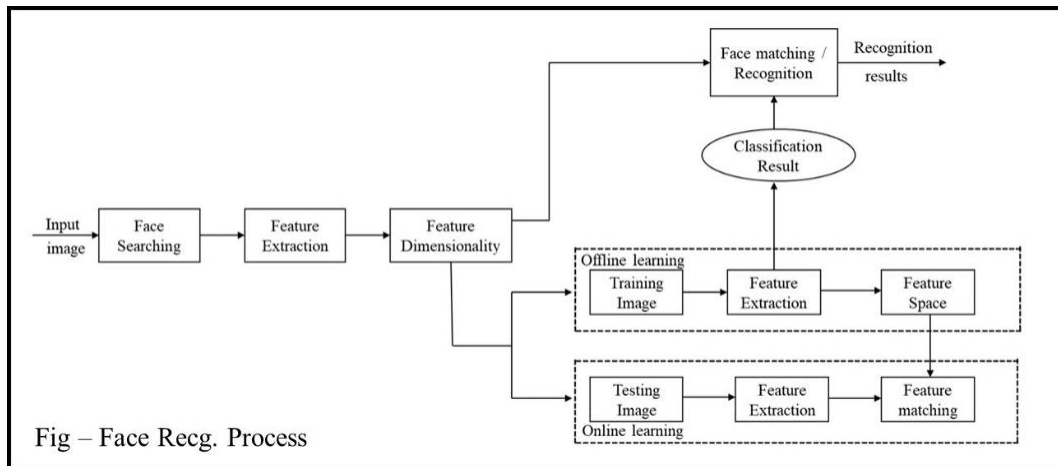 Face matching /
Recognition
Recognition
results
Classification
Result
Input
image
Face
Searching
Feature
Extraction
Feature
Dimensionality
Offline learning
Training
Image
Feature
Extraction
Feature
Space
Testing
Image
Feature
Extraction
Feature
matching
Online learning
Fig – Face Recg. Process